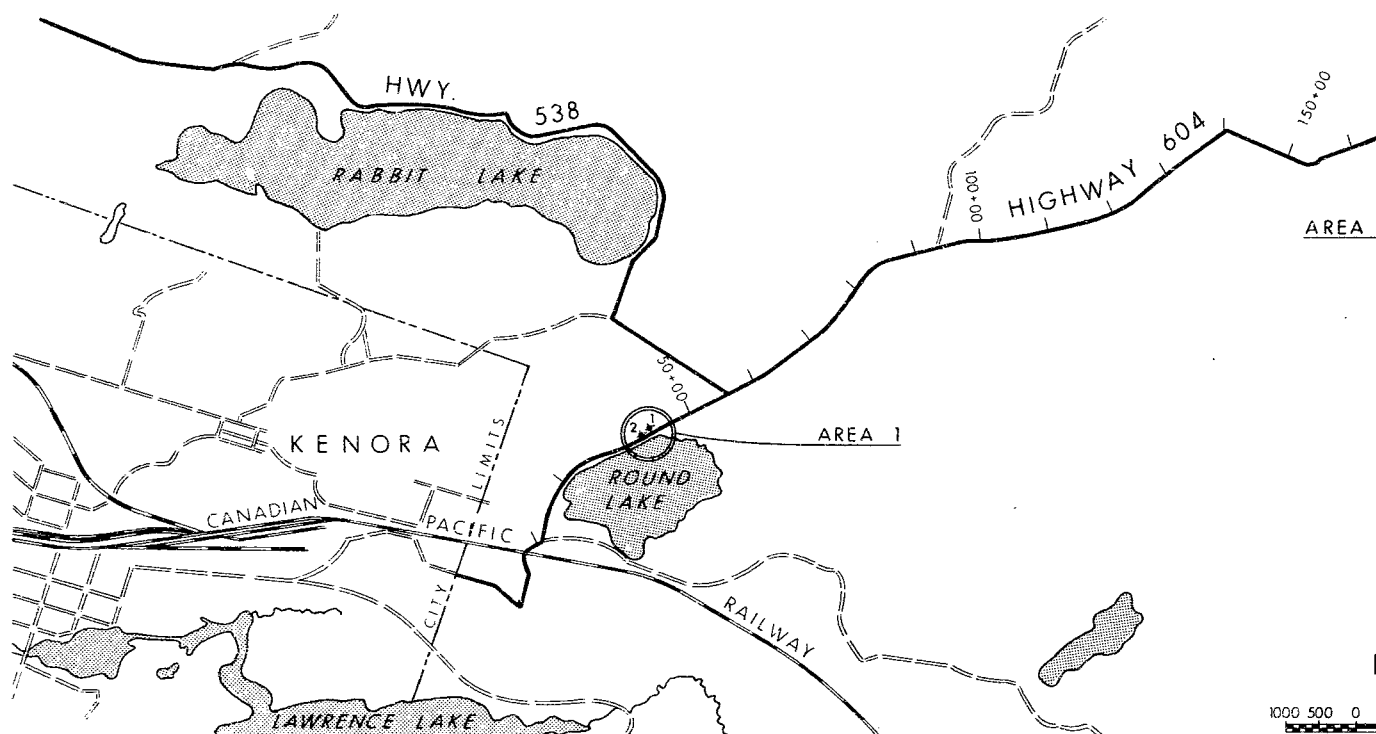 HWY. 538
150+00
HIGHWAY 604
100+00
RABBIT LAKE
AREA
50+00
1
2
AREA 1
KENORA
ROUND
LAKE
CANADIAN PACIFIC RAILWAY
CITY LIMITS
LAWRENCE LAKE
1000 500 0